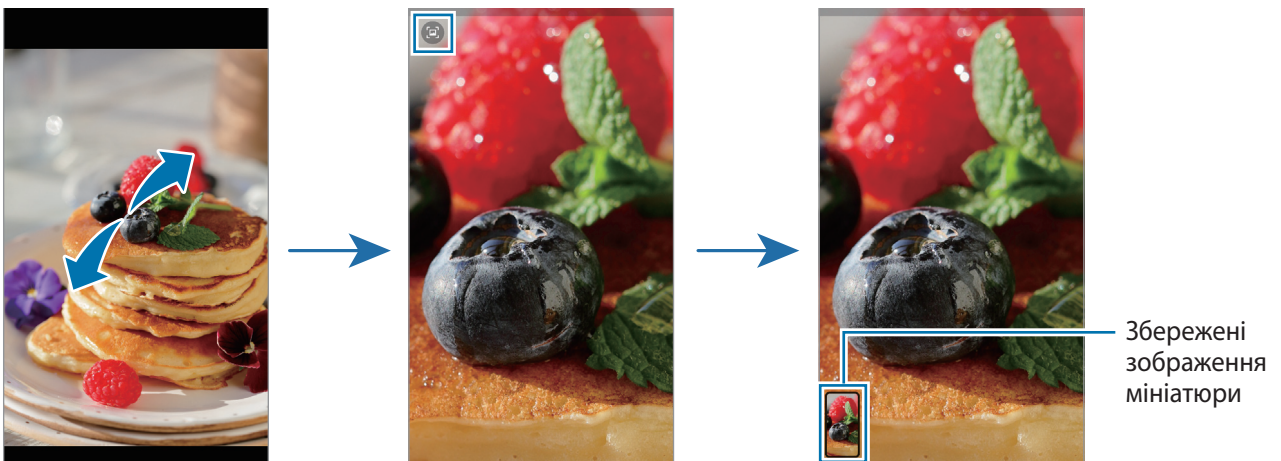 Збережені
зображення
мініатюри